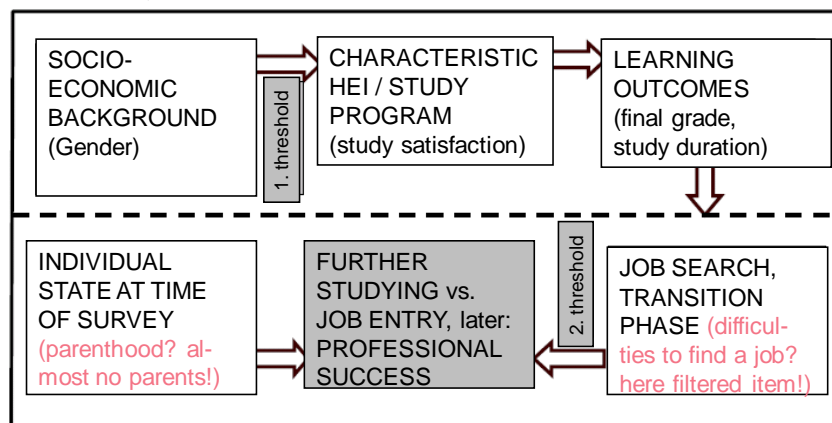 SOCIO-
ECONOMIC
BACKGROUND
(Gender)
1. threshold
CHARACTERISTIC
HEI / STUDY
PROGRAM
(study satisfaction)
LEARNING
OUTCOMES
(final grade,
study duration)
INDIVIDUAL
STATE AT TIME
OF SURVEY
(parenthood? al-
most no parents!)
FURTHER
STUDYING vs.
JOB ENTRY, later:
PROFESSIONAL
SUCCESS
2. threshold
JOB SEARCH,
TRANSITION
PHASE (difficul-
ties to find a job?
here filtered item!)